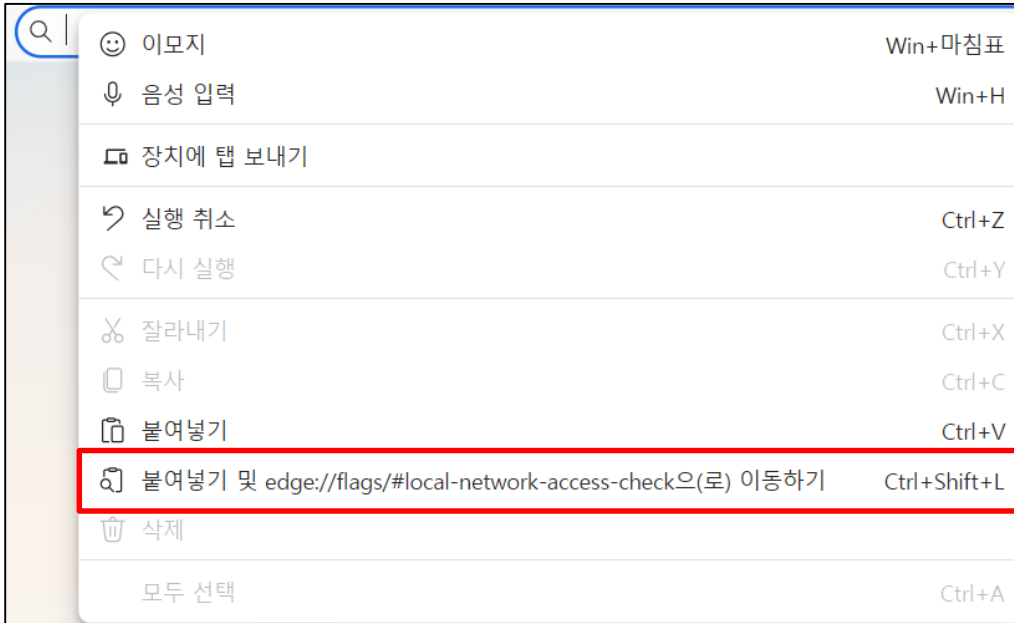 이모지 Win+마침표
음성 입력 Win+H
장치에 탭 보내기
실행 취소 Ctrl+Z
다시 실행 Ctrl+Y
잘라내기 Ctrl+X
복사 Ctrl+C
붙여넣기 Ctrl+V
붙여넣기 및 edge://flags/#local-network-access-check으(로) 이동하기 Ctrl+Shift+L
삭제
모두 선택 Ctrl+A